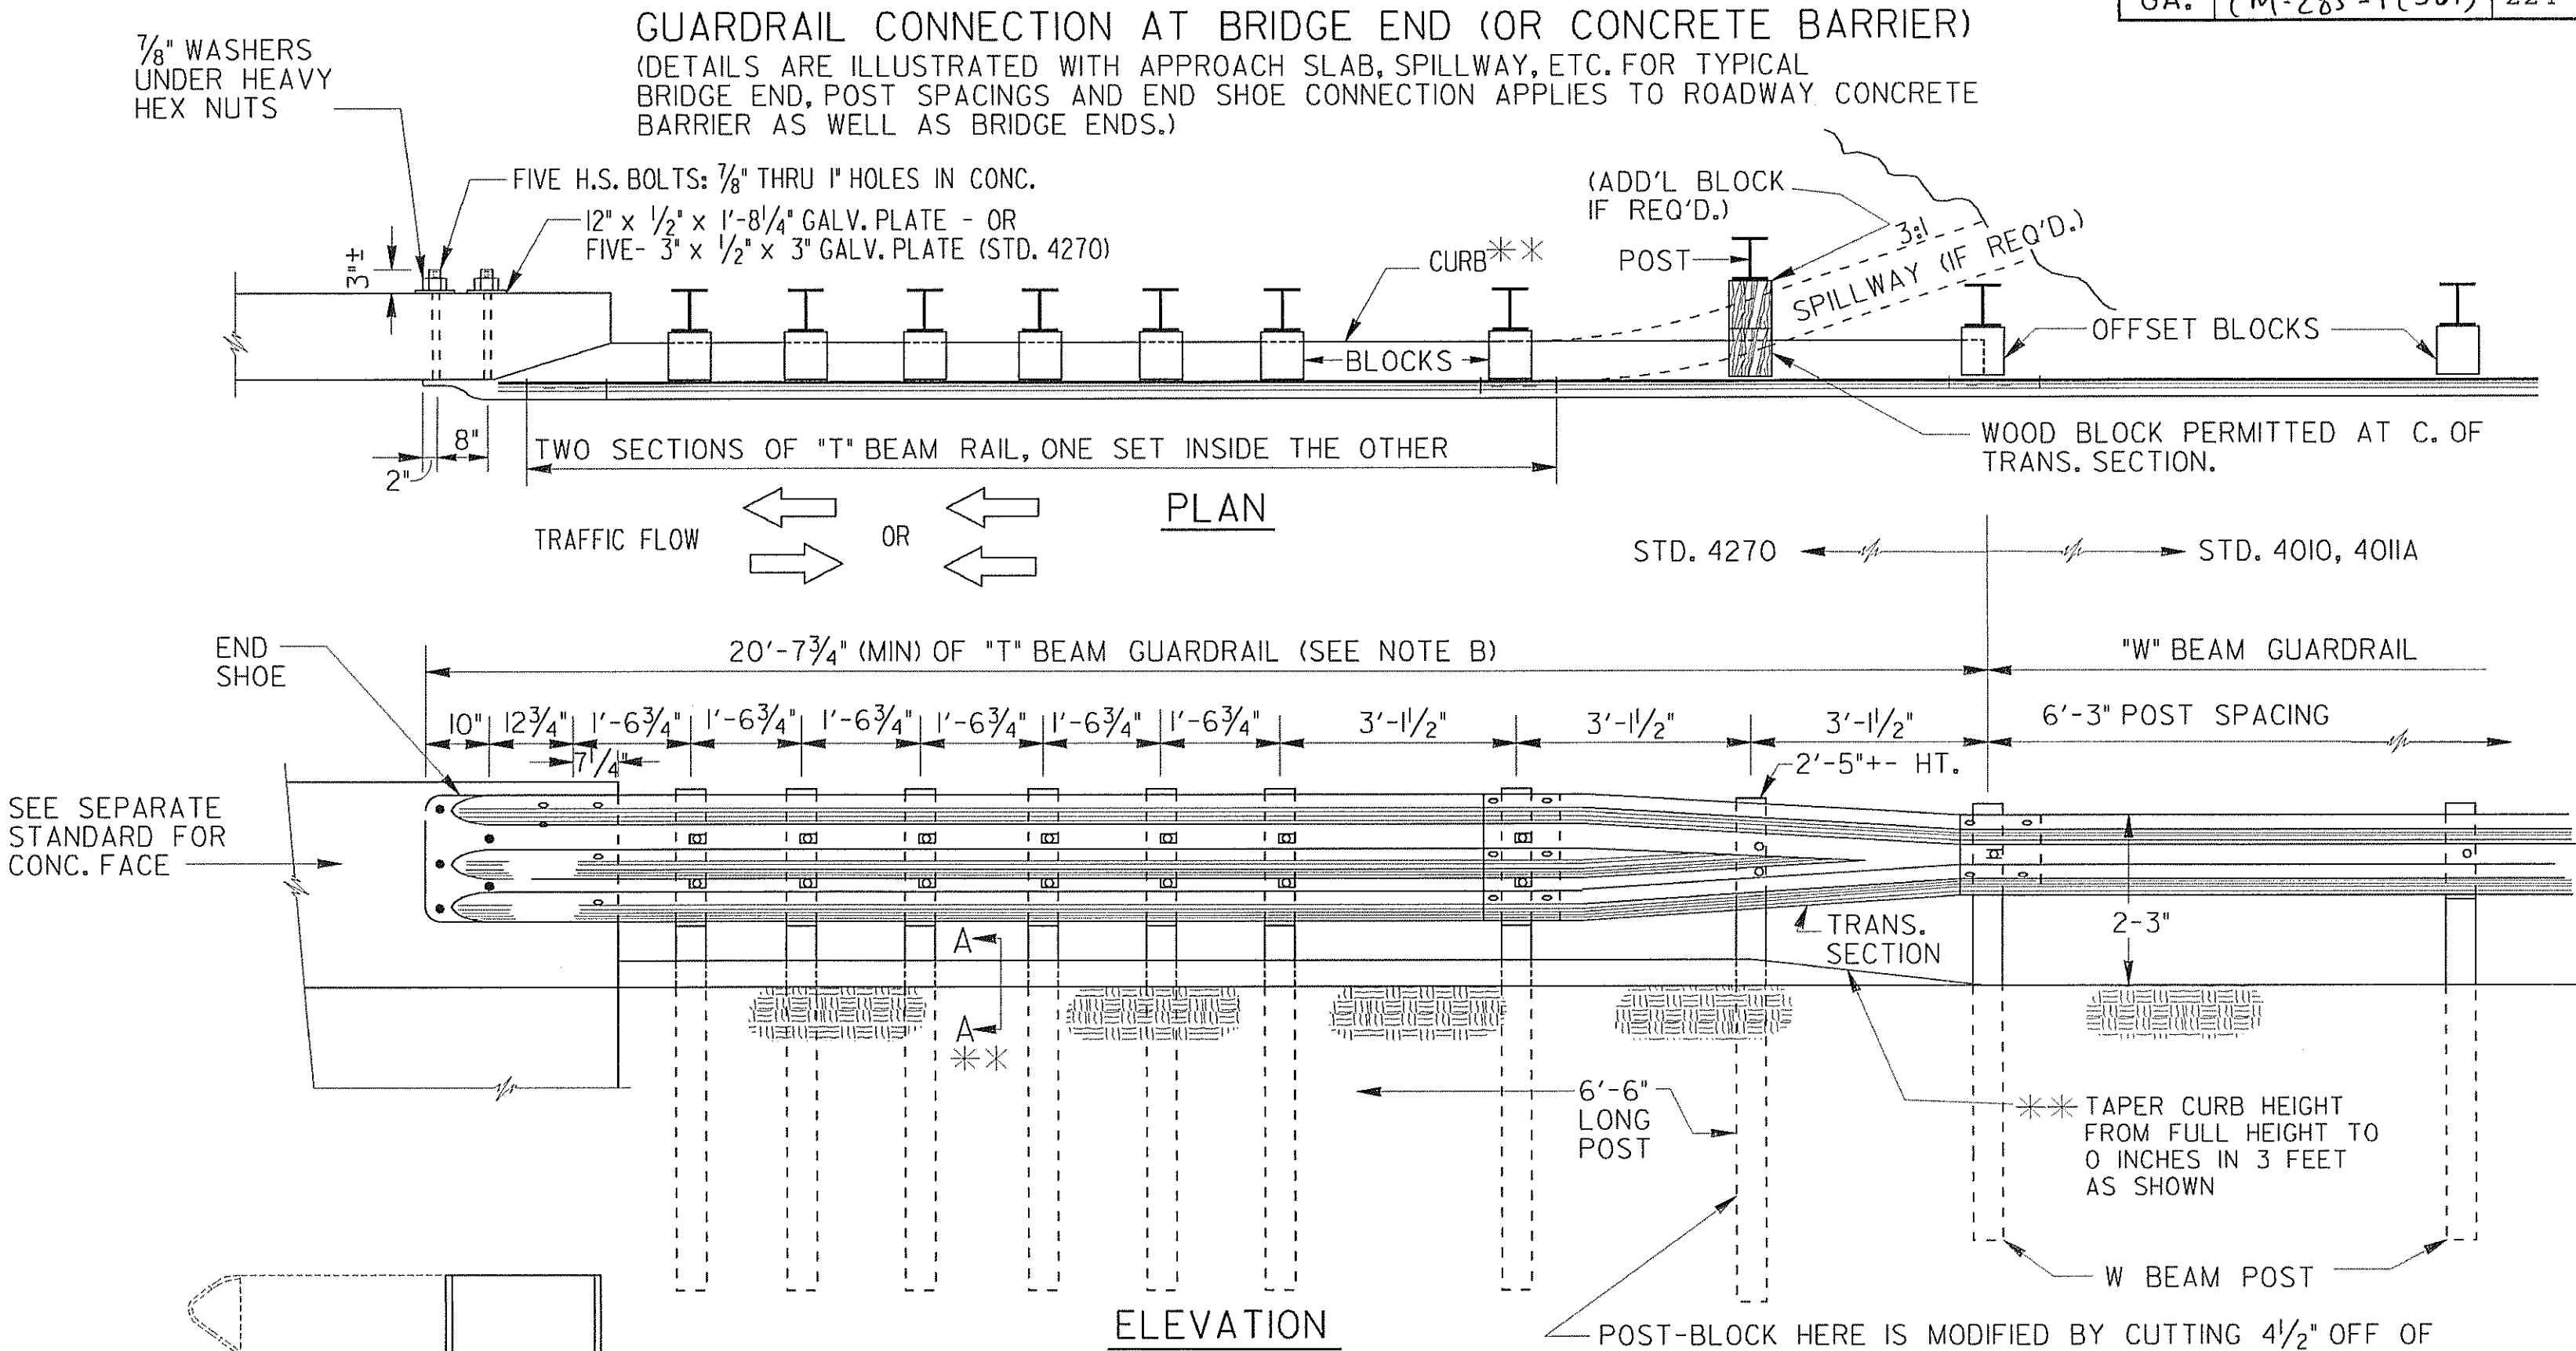 GUARDRAIL CONNECTION AT BRIDGE END (OR CONCRETE BARRIER)
(DETAILS ARE ILLUSTRATED WITH APPROACH SLAB, SPILLWAY, ETC. FOR TYPICAL
BRIDGE END, POST SPACINGS AND END SHOE CONNECTION APPLIES TO ROADWAY CONCRETE
BARRIER AS WELL AS BRIDGE ENDS.)
GA.
7/8" WASHERS
UNDER HEAVY
HEX NUTS
FIVE H.S. BOLTS: 7/8" THRU 1" HOLES IN CONC.
12" x 1/2" x 1'-8 1/4" GALV. PLATE - OR
FIVE- 3" x 1/2" x 3" GALV. PLATE (STD. 4270)
3"±
CURB**
(ADD'L BLOCK
IF REQ'D.)
POST
3:1
SPILLWAY (IF REQ'D.)
BLOCKS
OFFSET BLOCKS
8"
2"
TWO SECTIONS OF "T" BEAM RAIL, ONE SET INSIDE THE OTHER
WOOD BLOCK PERMITTED AT C. OF
TRANS. SECTION.
PLAN
TRAFFIC FLOW
OR
STD. 4270
STD. 4010, 4011A
END
SHOE
20'-7 3/4" (MIN) OF "T" BEAM GUARDRAIL (SEE NOTE B)
"W" BEAM GUARDRAIL
10" 12 3/4" 1'-6 3/4" 1'-6 3/4" 1'-6 3/4" 1'-6 3/4" 1'-6 3/4" 1'-6 3/4" 3'-1 1/2" 3'-1 1/2" 3'-1 1/2" 6'-3" POST SPACING
7 1/4"
2'-5"+- HT.
SEE SEPARATE
STANDARD FOR
CONC. FACE
TRANS.
SECTION
2-3"
A
A
**
6'-6"
LONG
POST
** TAPER CURB HEIGHT
FROM FULL HEIGHT TO
0 INCHES IN 3 FEET
AS SHOWN
W BEAM POST
ELEVATION
POST-BLOCK HERE IS MODIFIED BY CUTTING 4 1/2" OFF OF